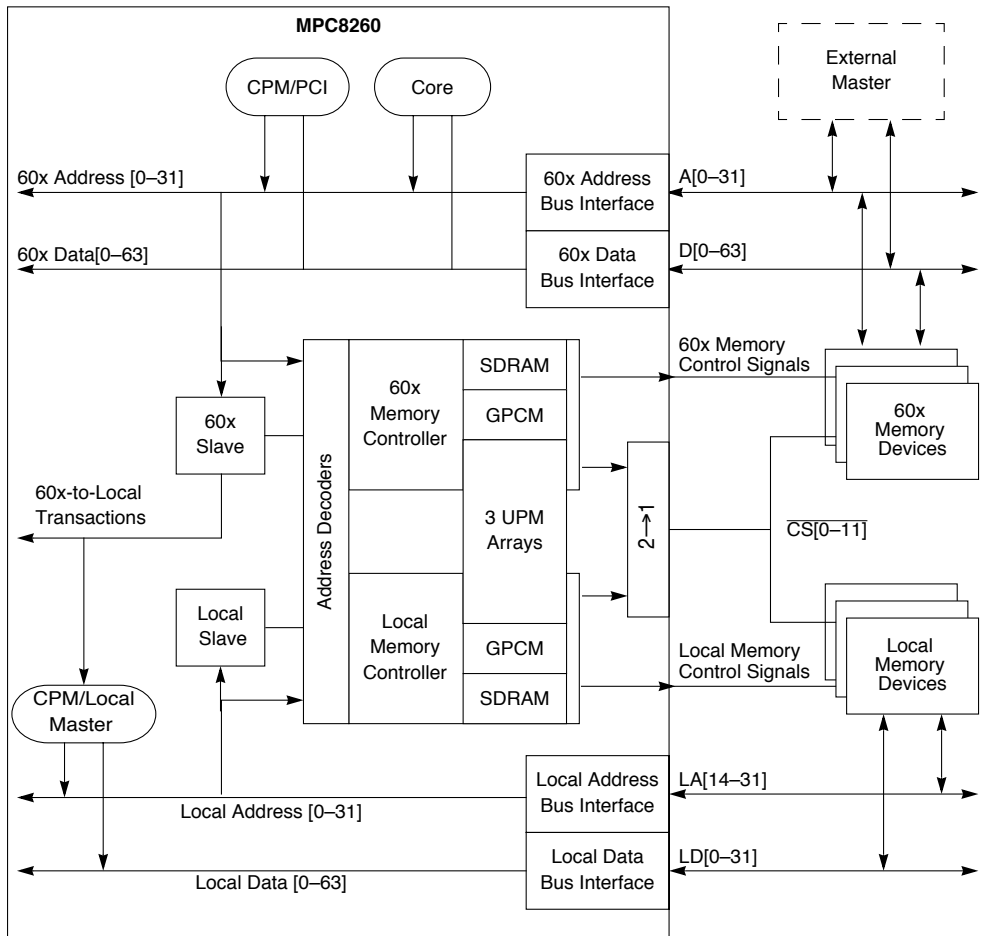 MPC8260
External
Master
CPM/PCI
Core
60x Address [0–31]
60x Address
Bus Interface
A[0–31]
60x Data[0–63]
60x Data
Bus Interface
D[0–63]
60x Memory
Control Signals
SDRAM
GPCM
60x
Memory
Controller
60x
Memory
Devices
60x
Slave
60x-to-Local
Transactions
Address Decoders
3 UPM
Arrays
2→1
CS[0–11]
Local
Slave
Local
Memory
Controller
GPCM
SDRAM
Local Memory
Control Signals
Local
Memory
Devices
CPM/Local
Master
Local Address [0–31]
Local Address
Bus Interface
LA[14–31]
Local Data [0–63]
Local Data
Bus Interface
LD[0–31]